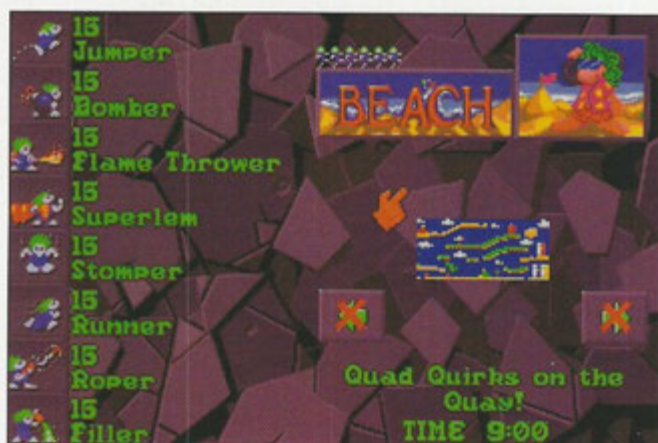 15
Jumper
15
Bomber
15
Flame Thrower
15
Superlem
15
Stomper
15
Runner
15
Roper
15
Filler
BEACH
Quad Quirks on the
Quay!
TIME 9:00